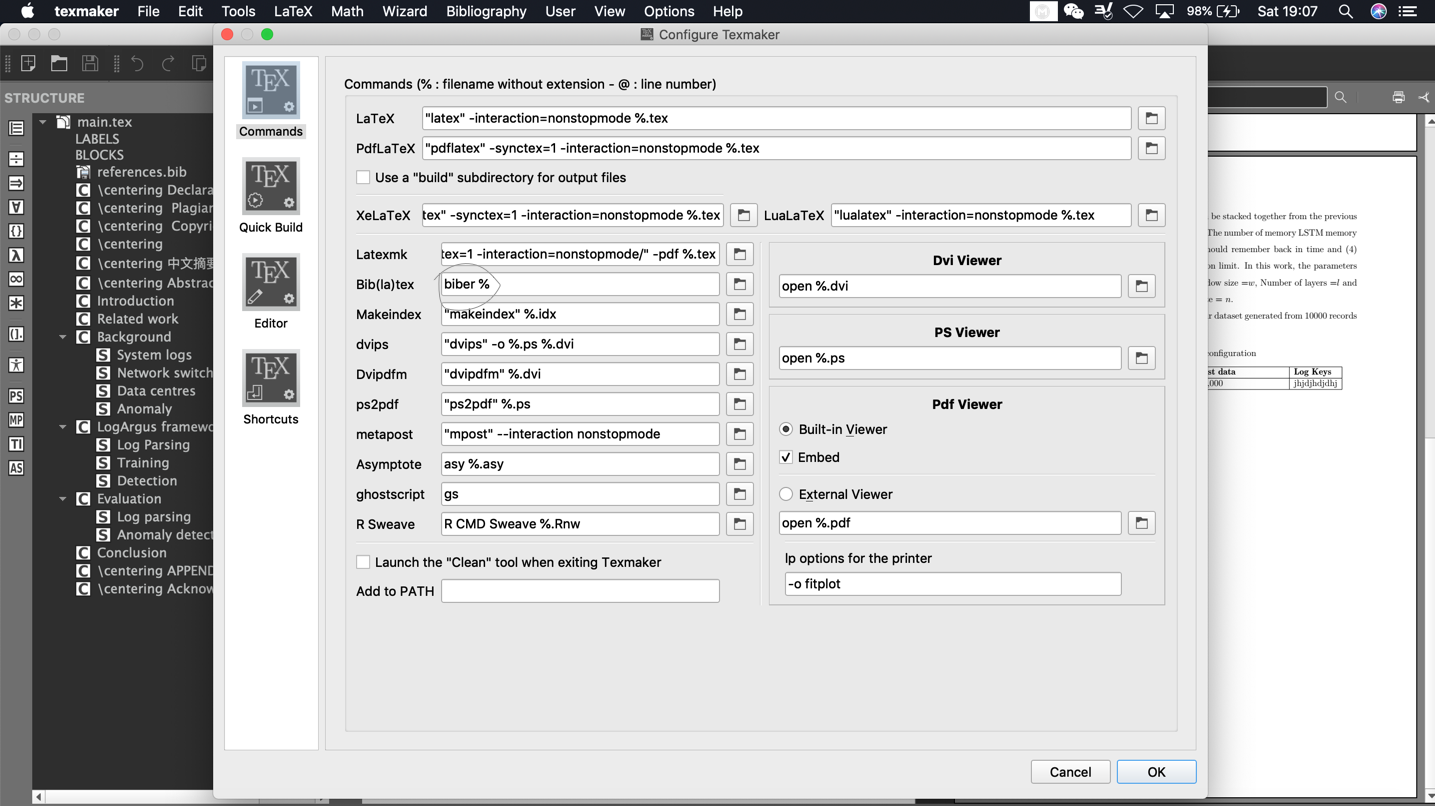 texmaker File Edit Tools LaTeX Math Wizard Bibliography User View Options Help 98% Sat 19:07
Configure Texmaker
STRUCTURE
main.tex
LABELS
BLOCKS
references.bib
\centering Declara
\centering Plagiar
\centering Copyri
\centering
\centering 中文摘要
\centering Abstrac
Introduction
Related work
Background
System logs
Network switch
Data centres
Anomaly
LogArgus framewo
Log Parsing
Training
Detection
Evaluation
Log parsing
Anomaly detect
Conclusion
\centering APPEND
\centering Acknow
PS
MP
TI
AS
TEX
Commands
TEX
Quick Build
TEX
Editor
TEX
Shortcuts
Commands (% : filename without extension - @ : line number)
LaTeX "latex" -interaction=nonstopmode %.tex
PdfLaTeX "pdflatex" -synctex=1 -interaction=nonstopmode %.tex
Use a "build" subdirectory for output files
XeLaTeX tex" -synctex=1 -interaction=nonstopmode %.tex LuaLaTeX "lualatex" -interaction=nonstopmode %.tex
Latexmk tex=1 -interaction=nonstopmode/" -pdf %.tex
Bib(la)tex biber %
Makeindex "makeindex" %.idx
dvips "dvips" -o %.ps %.dvi
Dvipdfm "dvipdfm" %.dvi
ps2pdf "ps2pdf" %.ps
metapost "mpost" --interaction nonstopmode
Asymptote asy %.asy
ghostscript gs
R Sweave R CMD Sweave %.Rnw
Launch the "Clean" tool when exiting Texmaker
Add to PATH
Dvi Viewer
open %.dvi
PS Viewer
open %.ps
Pdf Viewer
Built-in Viewer
Embed
External Viewer
open %.pdf
lp options for the printer
-o fitplot
Cancel OK
be stacked together from the previous
The number of memory LSTM memory
ould remember back in time and (4)
on limit. In this work, the parameters
dow size =w, Number of layers =l and
e = n.
r dataset generated from 10000 records
configuration
st data Log Keys
,000 jhjdjhdjdhj